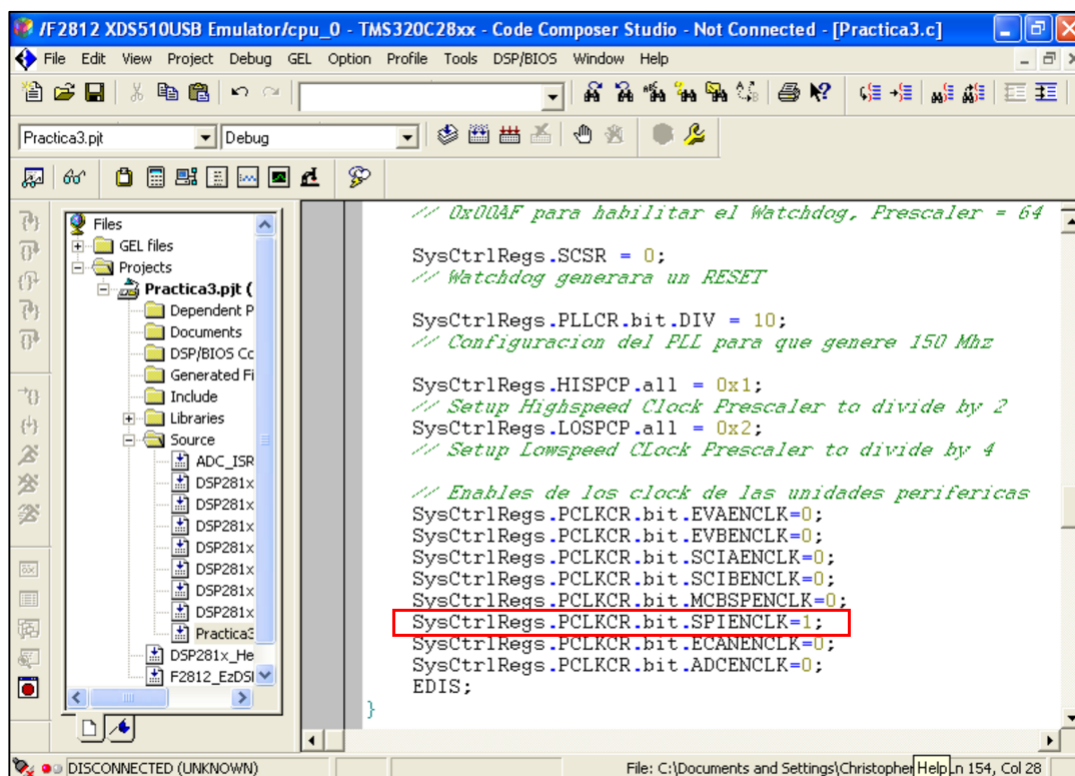 /F2812 XDS510USB Emulator/cpu_0 - TMS320C28xx - Code Composer Studio - Not Connected - [Practica3.c]
File Edit View Project Debug GEL Option Profile Tools DSP/BIOS Window Help
Practica3.pjt Debug
Files
GEL files
Projects
Practica3.pjt (
Dependent P
Documents
DSP/BIOS Cc
Generated Fi
Include
Libraries
Source
ADC_ISR
DSP281x
DSP281x
DSP281x
DSP281x
DSP281x
DSP281x
DSP281x
Practica3
DSP281x_He
F2812_EzDSI
// 0x00AF para habilitar el Watchdog, Prescaler = 64
SysCtrlRegs.SCSR = 0;
// Watchdog generara un RESET
SysCtrlRegs.PLLCR.bit.DIV = 10;
// Configuracion del PLL para que genere 150 Mhz
SysCtrlRegs.HISPCP.all = 0x1;
// Setup Highspeed Clock Prescaler to divide by 2
SysCtrlRegs.LOSPCP.all = 0x2;
// Setup Lowspeed CLock Prescaler to divide by 4
// Enables de los clock de las unidades perifericas
SysCtrlRegs.PCLKCR.bit.EVAENCLK=0;
SysCtrlRegs.PCLKCR.bit.EVBENCLK=0;
SysCtrlRegs.PCLKCR.bit.SCIAENCLK=0;
SysCtrlRegs.PCLKCR.bit.SCIBENCLK=0;
SysCtrlRegs.PCLKCR.bit.MCBSPENCLK=0;
SysCtrlRegs.PCLKCR.bit.SPIENCLK=1;
SysCtrlRegs.PCLKCR.bit.ECANENCLK=0;
SysCtrlRegs.PCLKCR.bit.ADCENCLK=0;
EDIS;
}
DISCONNECTED (UNKNOWN) File: C:\Documents and Settings\Christopher Help Ln 154, Col 28